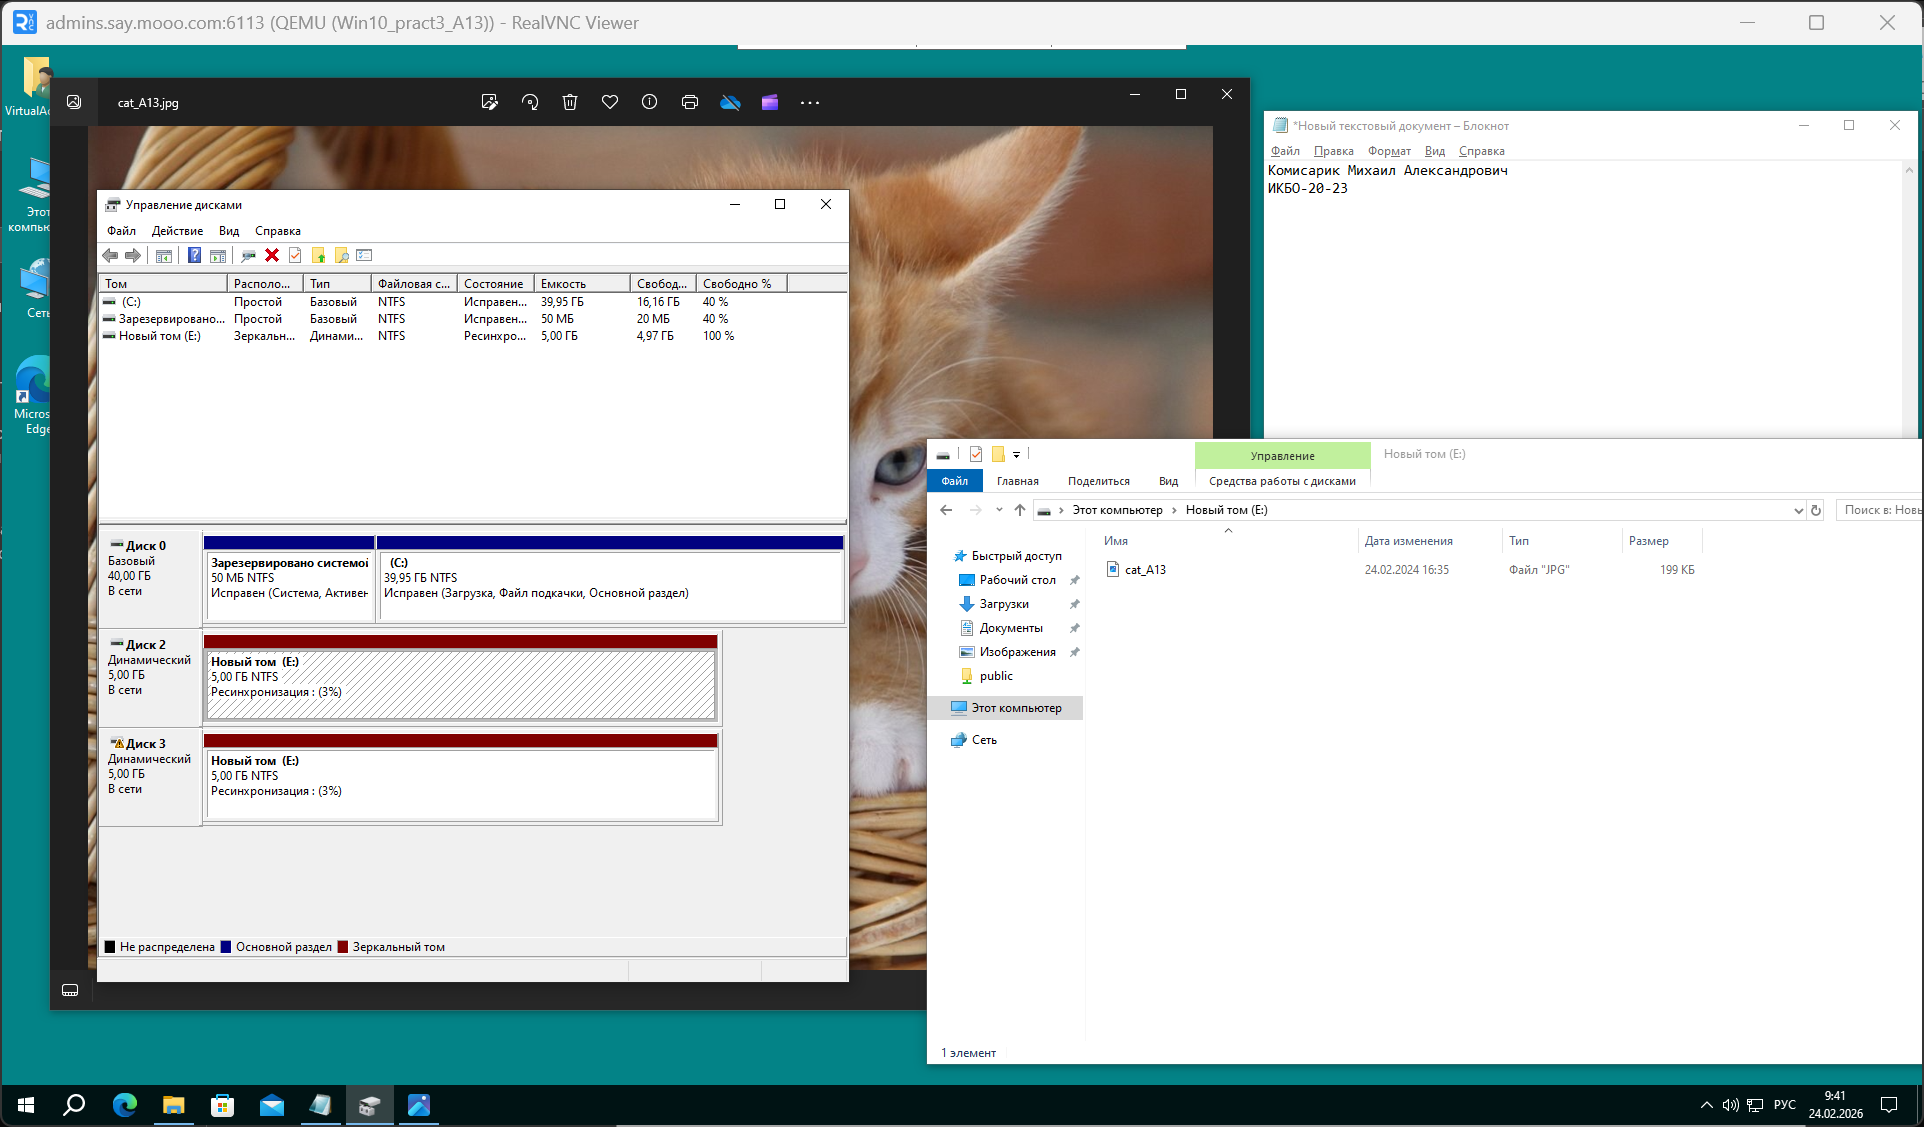 admins.say.mooo.com:6113 (QEMU (Win10_pract3_A13)) - RealVNC Viewer
cat_A13.jpg
Этот
Сеть
Edge
*Новый текстовый документ – Блокнот
Файл Правка Формат Вид Справка
Комисарик Михаил Александрович
ИКБО-20-23
Управление дисками
Файл Действие Вид Справка
Том Располо... Тип Файловая с... Состояние Емкость Свобод... Свободно %
(C:) Простой Базовый NTFS Исправен... 39,95 ГБ 16,16 ГБ 40 %
Зарезервировано... Простой Базовый NTFS Исправен... 50 МБ 20 МБ 40 %
Новый том (E:) Зеркальн... Динами... NTFS Ресинхро... 5,00 ГБ 4,97 ГБ 100 %
Диск 0
Базовый
40,00 ГБ
В сети
Зарезервировано системой
50 МБ NTFS
Исправен (Система, Активен
(C:)
39,95 ГБ NTFS
Исправен (Загрузка, Файл подкачки, Основной раздел)
Диск 2
Динамический
5,00 ГБ
В сети
Новый том (E:)
5,00 ГБ NTFS
Ресинхронизация : (3%)
Диск 3
Динамический
5,00 ГБ
В сети
Новый том (E:)
5,00 ГБ NTFS
Ресинхронизация : (3%)
Не распределена Основной раздел Зеркальный том
Управление Новый том (E:)
Файл Главная Поделиться Вид Средства работы с дисками
Этот компьютер Новый том (E:) Поиск в:
Быстрый доступ
Рабочий стол
Загрузки
Документы
Изображения
public
Этот компьютер
Сеть
Имя Дата изменения Тип Размер
cat_A13 24.02.2024 16:35 Файл "JPG" 199 КБ
1 элемент
РУС
9:41
24.02.2026